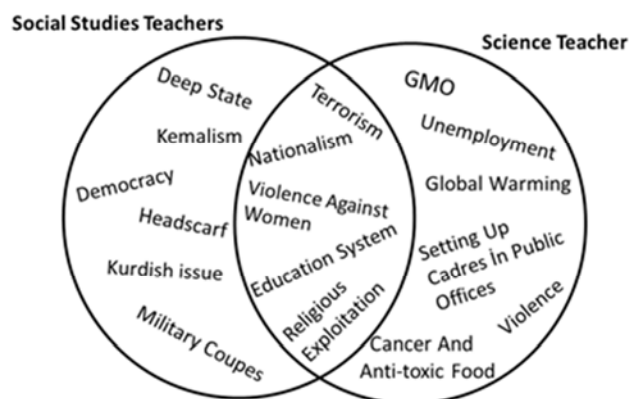 Social Studies Teachers
Science Teacher
Deep State
Kemalism
Democracy
Headscarf
Kurdish issue
Military Coupes
Terrorism
Nationalism
Violence Against
Women
Education System
Religious
Exploitation
GMO
Unemployment
Global Warming
Setting Up
Cadres İn Public
Offices
Violence
Cancer And
Anti-toxic Food